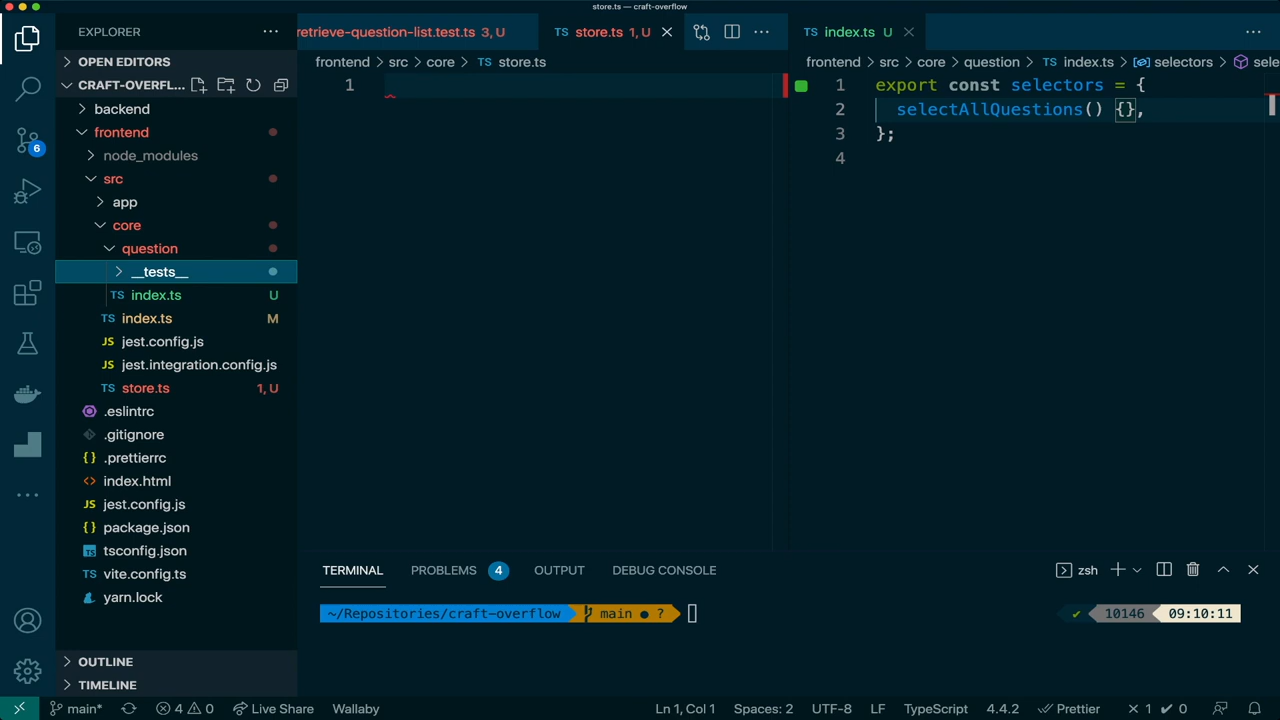 store.ts — craft-overflow
EXPLORER
OPEN EDITORS
CRAFT-OVERFL...
backend
frontend
node_modules
src
app
core
question
__tests__
TS index.ts U
TS index.ts M
JS jest.config.js
JS jest.integration.config.js
TS store.ts 1, U
.eslintrc
.gitignore
{ } .prettierrc
<> index.html
JS jest.config.js
{ } package.json
TS tsconfig.json
TS vite.config.ts
yarn.lock
OUTLINE
TIMELINE
6
etrieve-question-list.test.ts 3, U
TS store.ts 1, U
frontend > src > core > TS store.ts
1
TS index.ts U
frontend > src > core > question > TS index.ts > selectors > sele
1 export const selectors = {
2 selectAllQuestions() {},
3 };
4
TERMINAL PROBLEMS 4 OUTPUT DEBUG CONSOLE
zsh
~/Repositories/craft-overflow main ● ? ✔ 10146 09:10:11
main* 4 0 Live Share Wallaby Ln 1, Col 1 Spaces: 2 UTF-8 LF TypeScript 4.4.2 Prettier × 1 ✔ 0